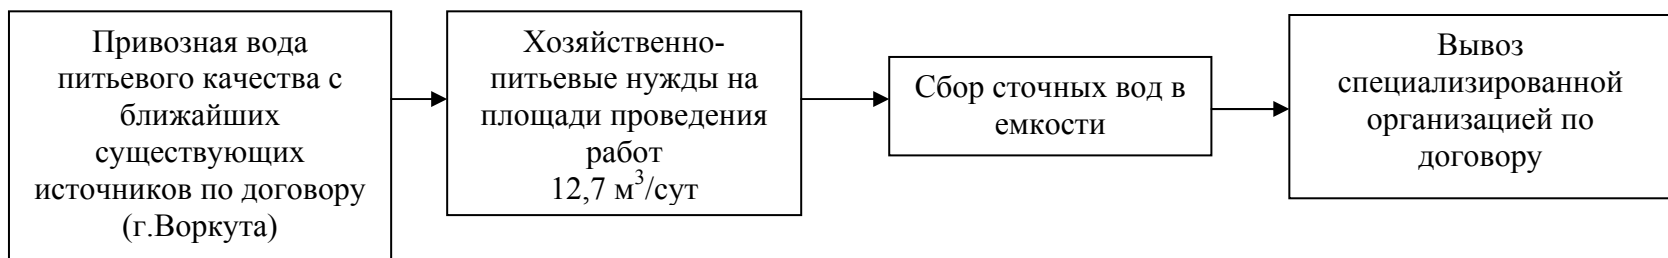 Привозная вода
питьевого качества с
ближайших
существующих
источников по договору
(г.Воркута)
Хозяйственно-
питьевые нужды на
площади проведения
работ
12,7 м³/сут
Сбор сточных вод в
емкости
Вывоз
специализированной
организацией по
договору